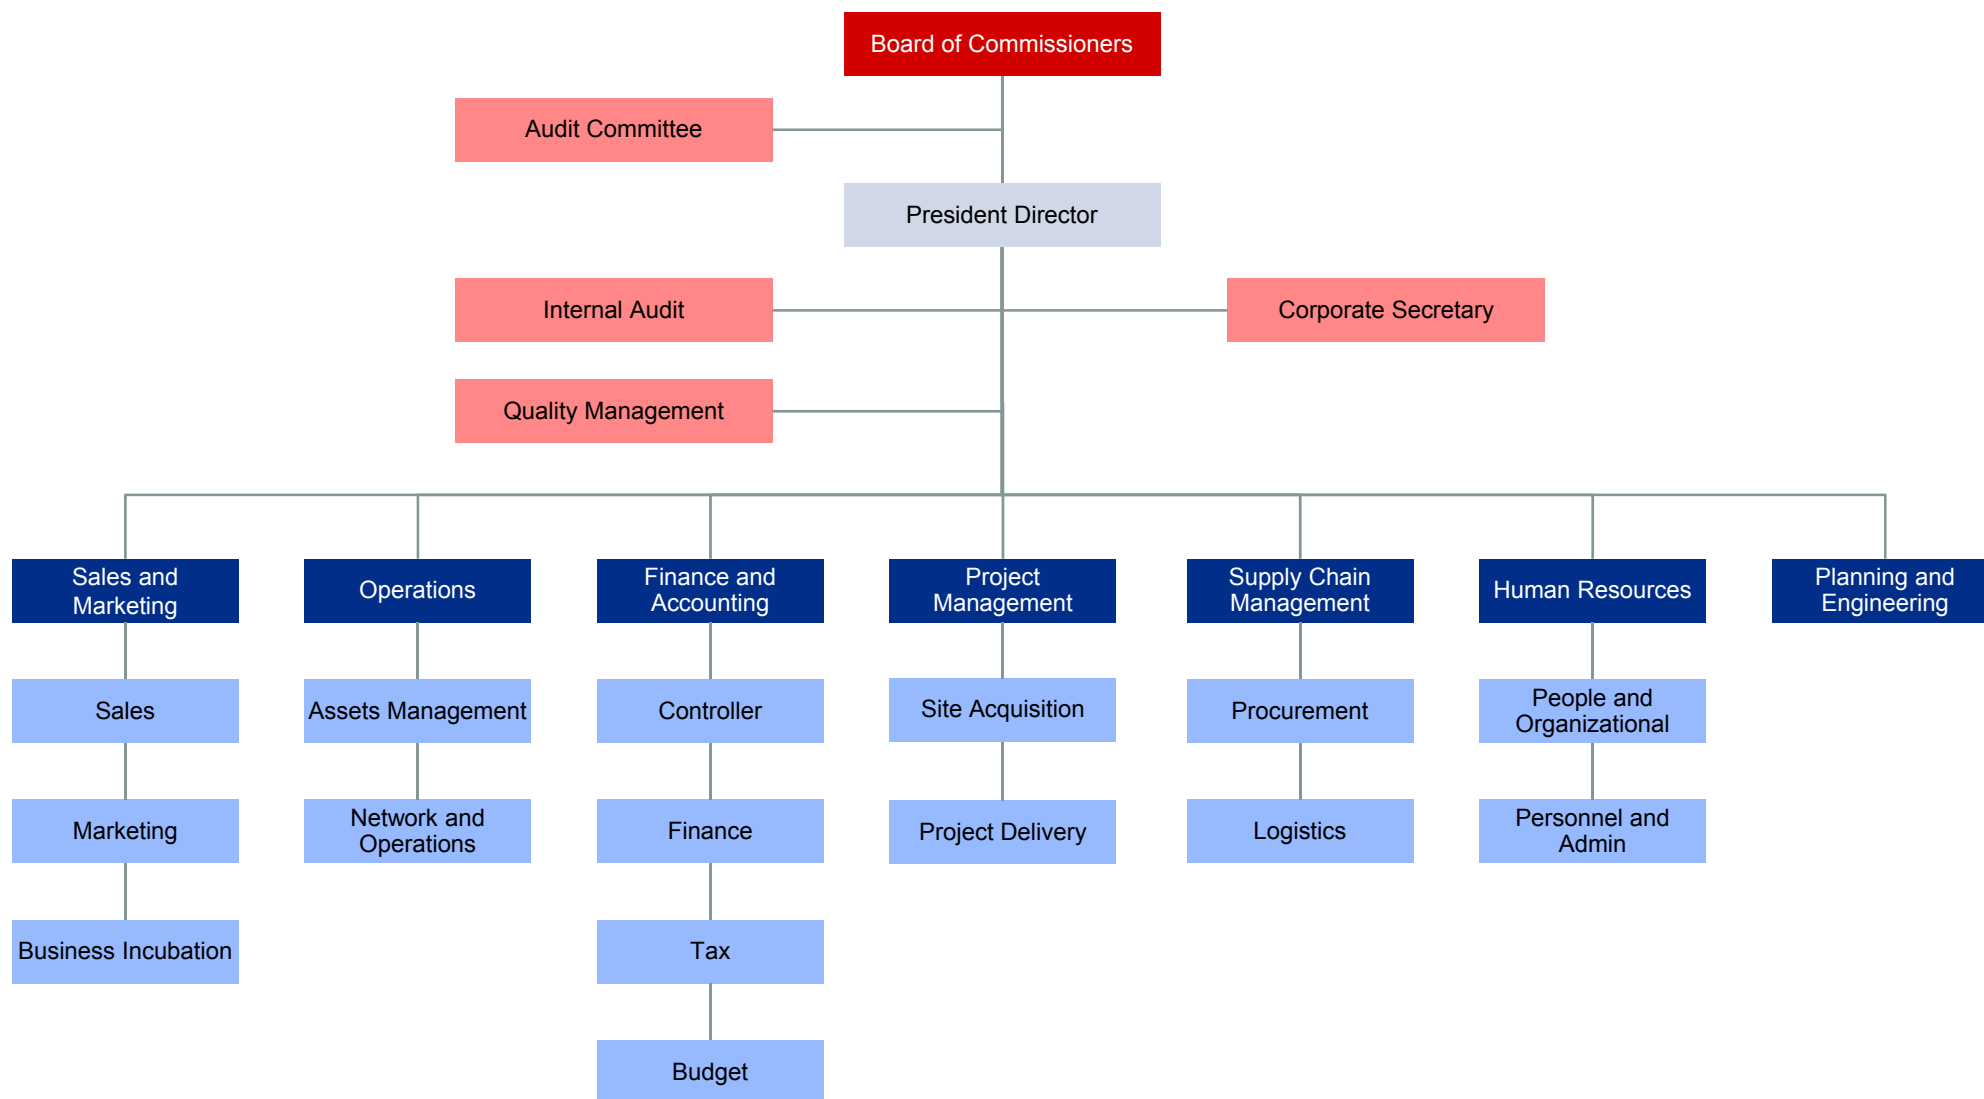 Board of Commissioners
Audit Committee
President Director
Internal Audit
Corporate Secretary
Quality Management
Sales and
Marketing
Operations
Finance and
Accounting
Project
Management
Supply Chain
Management
Human Resources
Planning and
Engineering
Sales
Assets Management
Controller
Site Acquisition
Procurement
People and
Organizational
Marketing
Network and
Operations
Finance
Project Delivery
Logistics
Personnel and
Admin
Business Incubation
Tax
Budget